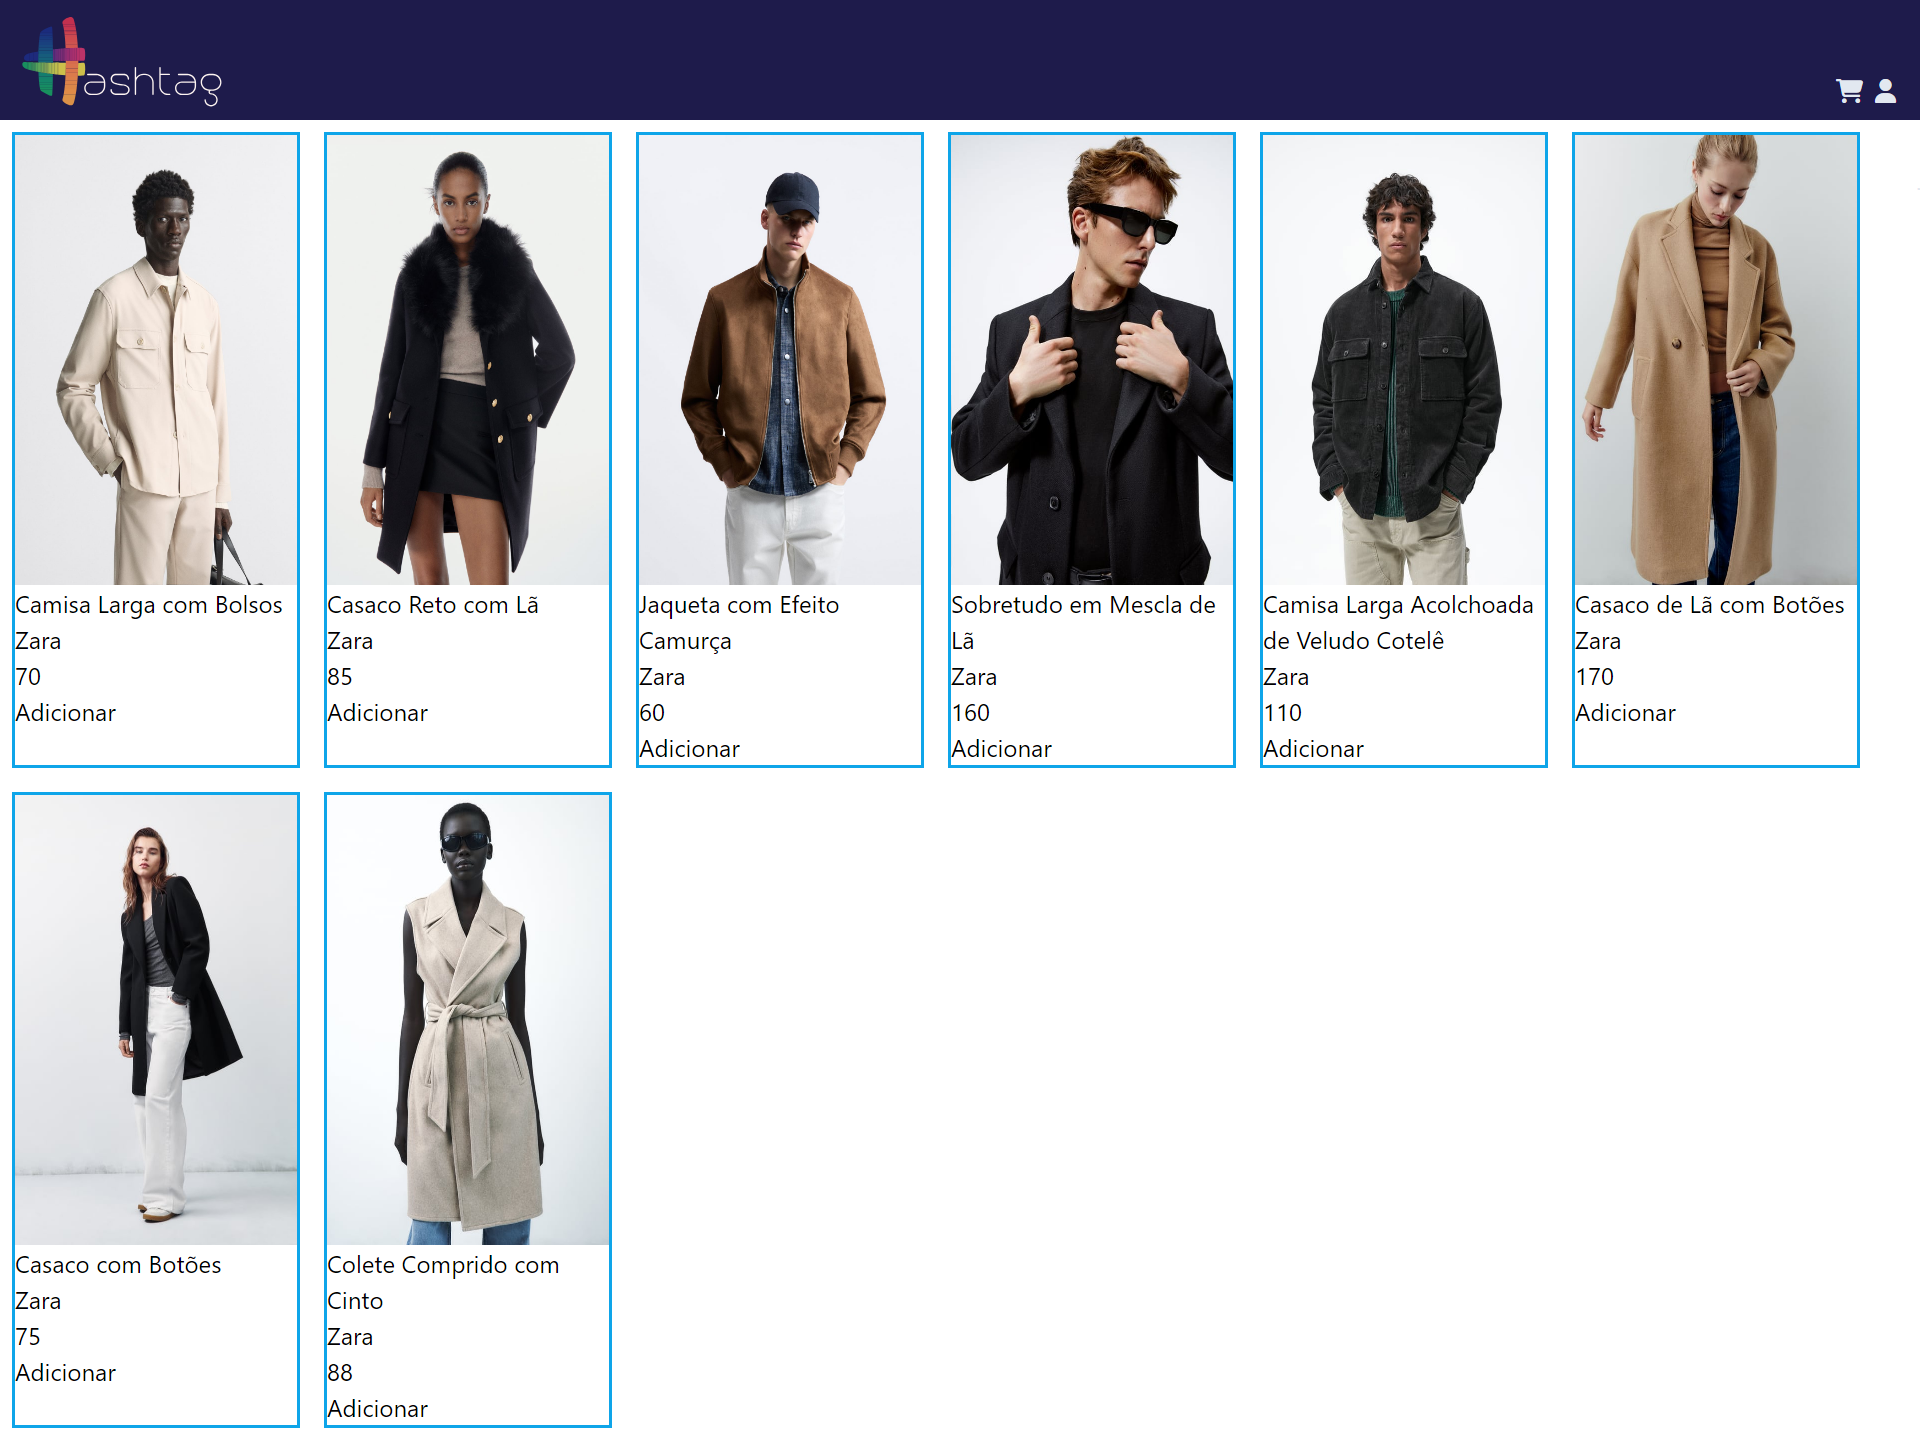 Hashtag
Camisa Larga com Bolsos
Zara
70
Adicionar
Casaco Reto com Lã
Zara
85
Adicionar
Jaqueta com Efeito
Camurça
Zara
60
Adicionar
Sobretudo em Mescla de
Lã
Zara
160
Adicionar
Camisa Larga Acolchoada
de Veludo Cotelê
Zara
110
Adicionar
Casaco de Lã com Botões
Zara
170
Adicionar
Casaco com Botões
Zara
75
Adicionar
Colete Comprido com
Cinto
Zara
88
Adicionar